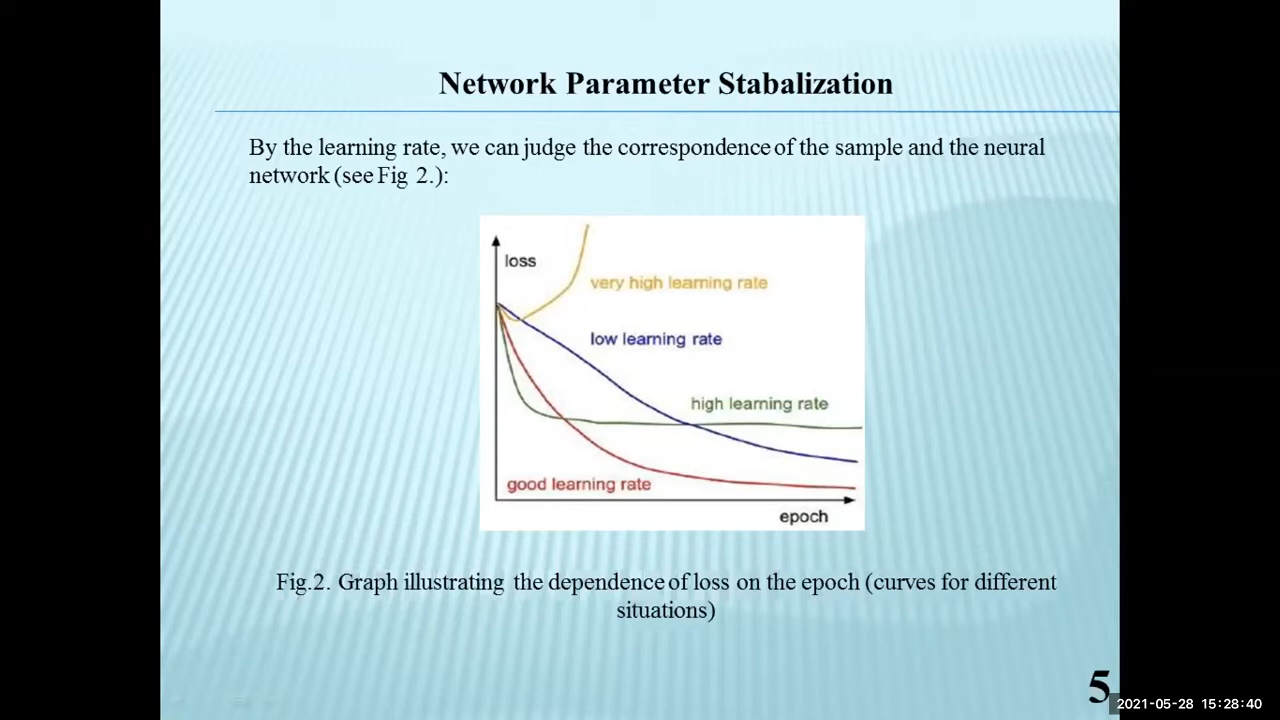 Network Parameter Stabalization
By the learning rate, we can judge the correspondence of the sample and the neural
network (see Fig 2.):
loss
very high learning rate
low learning rate
high learning rate
good learning rate
epoch
Fig.2. Graph illustrating the dependence of loss on the epoch (curves for different
situations)
5
2021-05-28 15:28:40